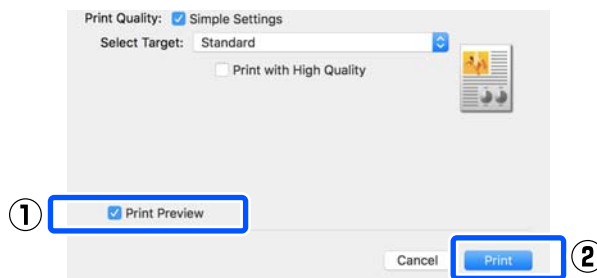 Print Quality: Simple Settings
Select Target: Standard
Print with High Quality
① Print Preview
Cancel Print ②